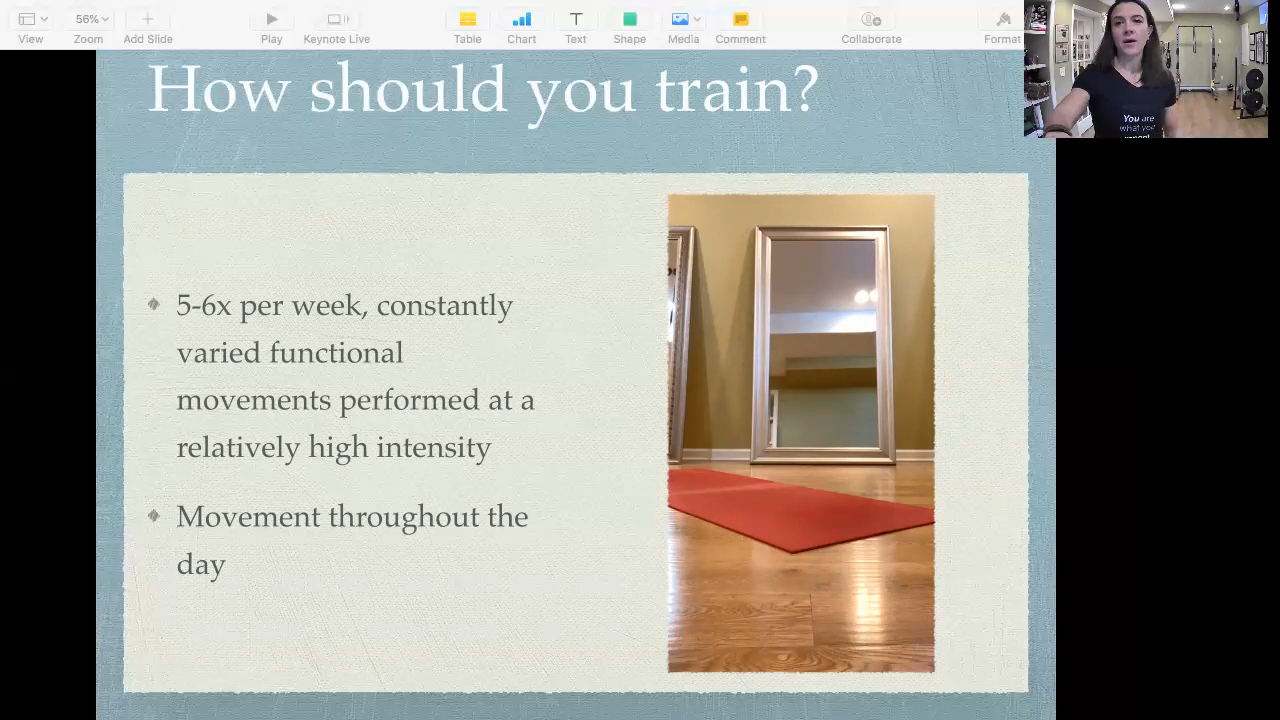 56%
View
Zoom
Add Slide
Play
Keynote Live
Table
Chart
Text
Shape
Media
Comment
Collaborate
Format
You are
what you
How should you train?
5-6x per week, constantly
varied functional
movements performed at a
relatively high intensity
Movement throughout the
day